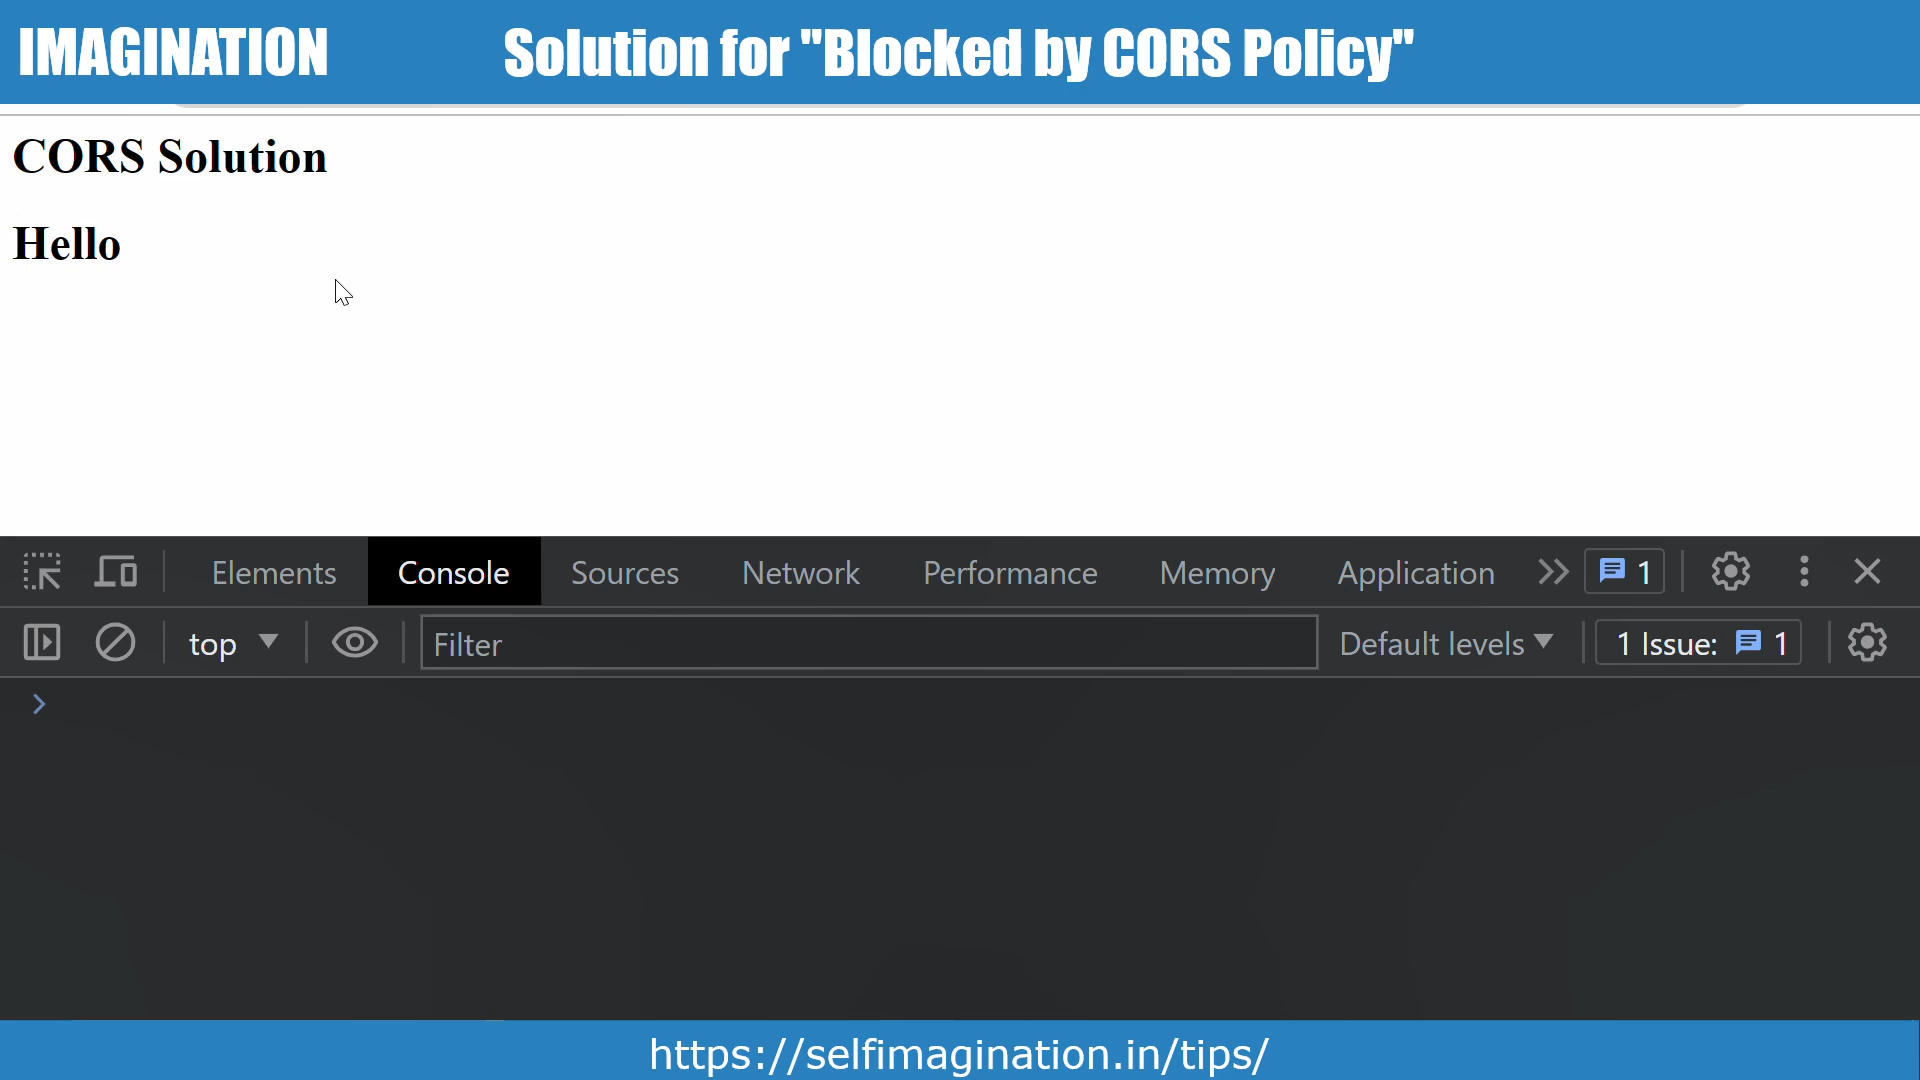 IMAGINATION Solution for "Blocked by CORS Policy"
CORS Solution
Hello
Elements Console Sources Network Performance Memory Application 1
top Filter Default levels 1 Issue: 1
https://selfimagination.in/tips/